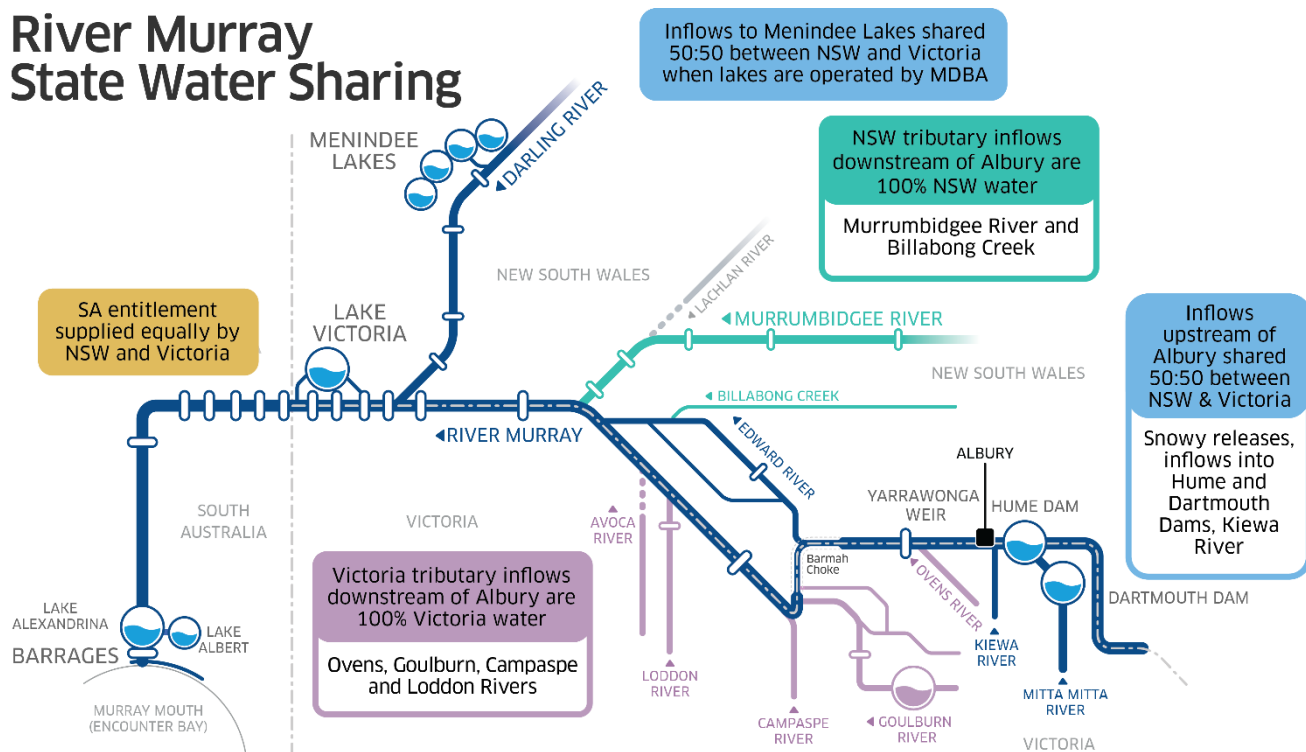 River Murray
State Water Sharing
Inflows to Menindee Lakes shared
50:50 between NSW and Victoria
when lakes are operated by MDBA
MENINDEE
LAKES
◄DARLING RIVER
NSW tributary inflows
downstream of Albury are
100% NSW water
Murrumbidgee River and
Billabong Creek
NEW SOUTH WALES
◄LACHLAN RIVER
SA entitlement
supplied equally by
NSW and Victoria
LAKE
VICTORIA
◄MURRUMBIDGEE RIVER
NEW SOUTH WALES
Inflows
upstream of
Albury shared
50:50 between
NSW & Victoria
Snowy releases,
inflows into
Hume and
Dartmouth
Dams, Kiewa
River
◄BILLABONG CREEK
◄RIVER MURRAY
◄EDWARD RIVER
ALBURY
YARRAWONGA
WEIR
HUME DAM
SOUTH
AUSTRALIA
VICTORIA
▲
AVOCA
RIVER
Barmah
Choke
◄OVENS RIVER
DARTMOUTH DAM
Victoria tributary inflows
downstream of Albury are
100% Victoria water
Ovens, Goulburn, Campaspe
and Loddon Rivers
LAKE
ALEXANDRINA
LAKE
ALBERT
BARRAGES
▲
LODDON
RIVER
▲
KIEWA
RIVER
▲
MITTA MITTA
RIVER
MURRAY MOUTH
(ENCOUNTER BAY)
▲
CAMPASPE
RIVER
◄GOULBURN
RIVER
VICTORIA